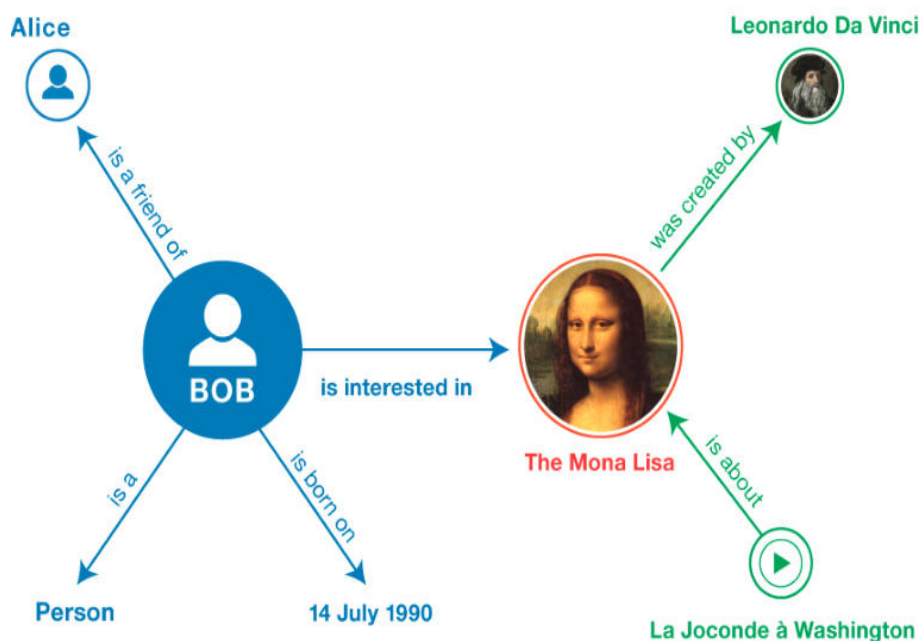 Alice
Leonardo Da Vinci
is a friend of
was created by
BOB
is interested in
The Mona Lisa
is a
is born on
is about
Person
14 July 1990
La Joconde à Washington